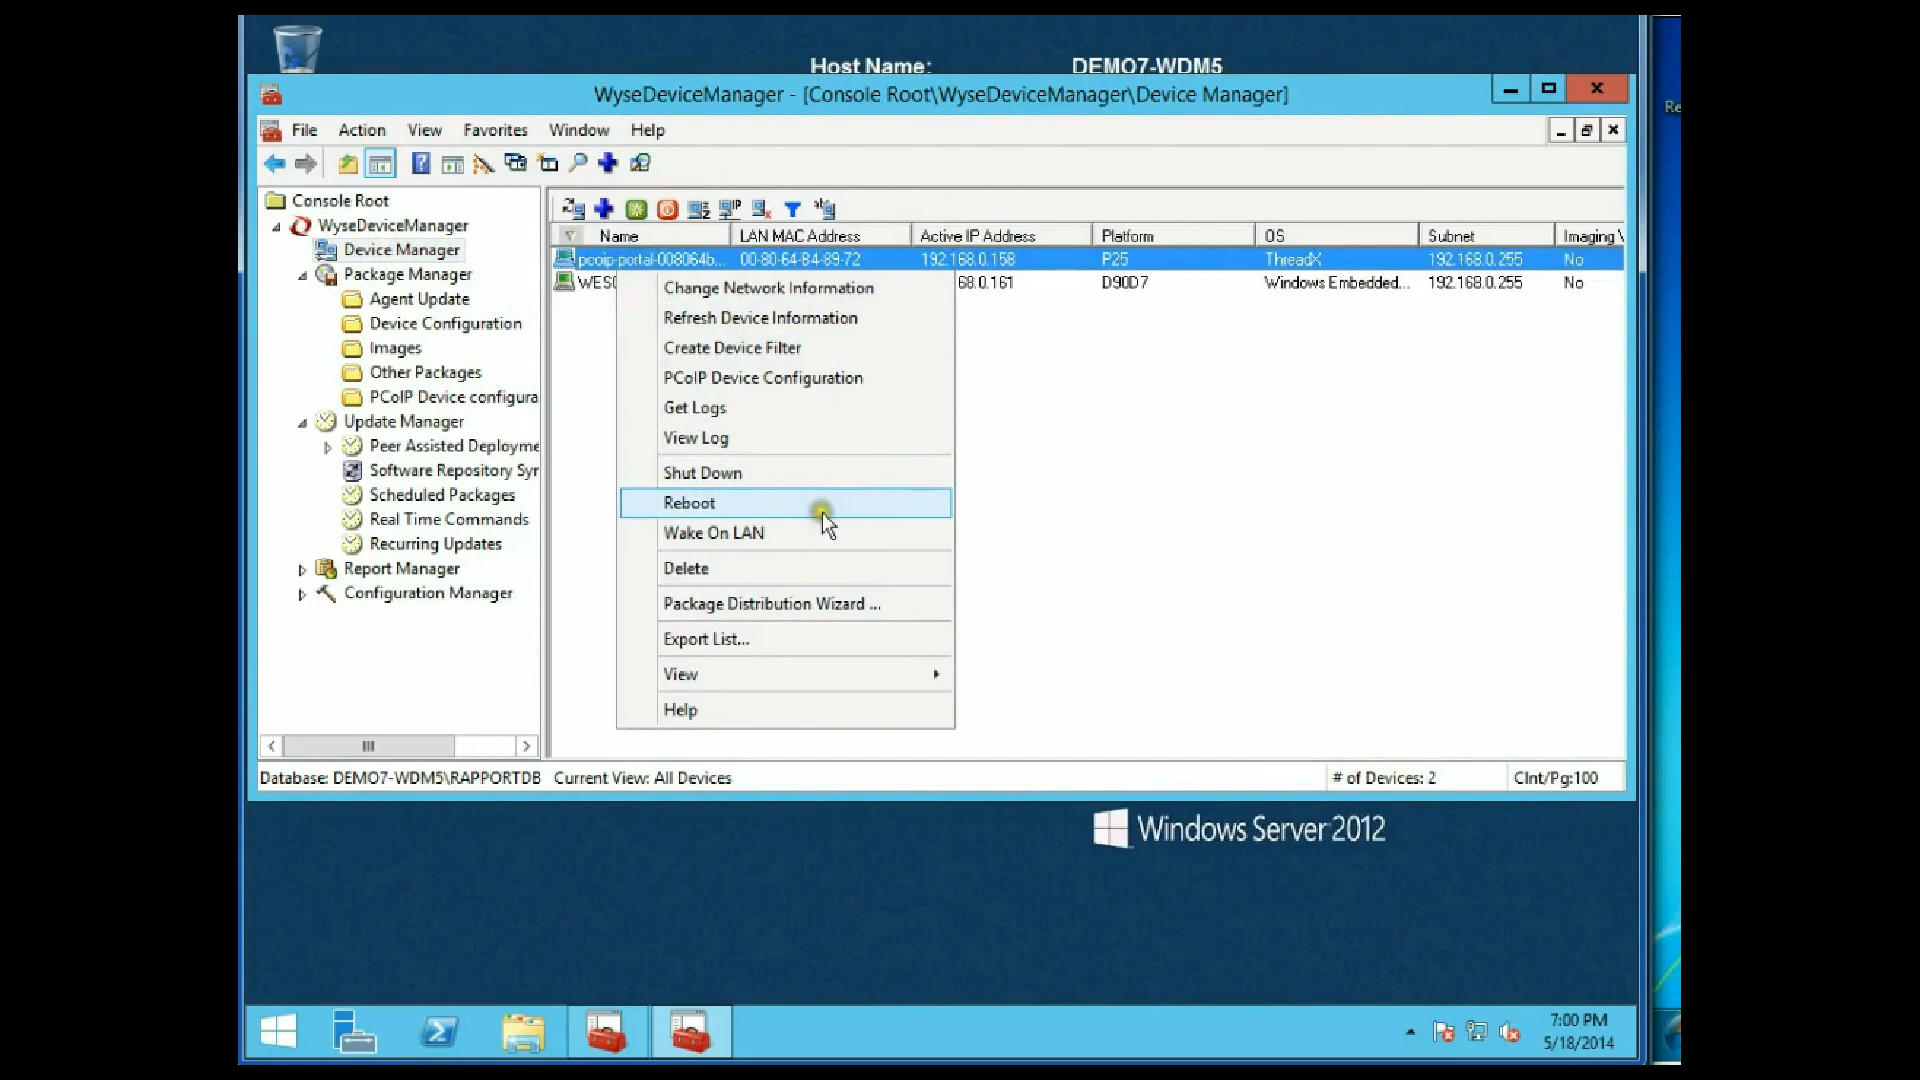 Host Name: DEMO7-WDM5
WyseDeviceManager - [Console Root\WyseDeviceManager\Device Manager]
Re
File Action View Favorites Window Help
Console Root
WyseDeviceManager
Device Manager
Package Manager
Agent Update
Device Configuration
Images
Other Packages
PCoIP Device configura
Update Manager
Peer Assisted Deployme
Software Repository Syr
Scheduled Packages
Real Time Commands
Recurring Updates
Report Manager
Configuration Manager
Name LAN MAC Address Active IP Address Platform OS Subnet Imaging
pcoip-portal-008064b... 00-80-64-B4-89-72 192.168.0.158 P25 ThreadX 192.168.0.255 No
WES 68.0.161 D90D7 Windows Embedded... 192.168.0.255 No
Change Network Information
Refresh Device Information
Create Device Filter
PCoIP Device Configuration
Get Logs
View Log
Shut Down
Reboot
Wake On LAN
Delete
Package Distribution Wizard ...
Export List...
View
Help
Database: DEMO7-WDM5\RAPPORTDB Current View: All Devices # of Devices: 2 Clnt/Pg:100
Windows Server 2012
7:00 PM
5/18/2014